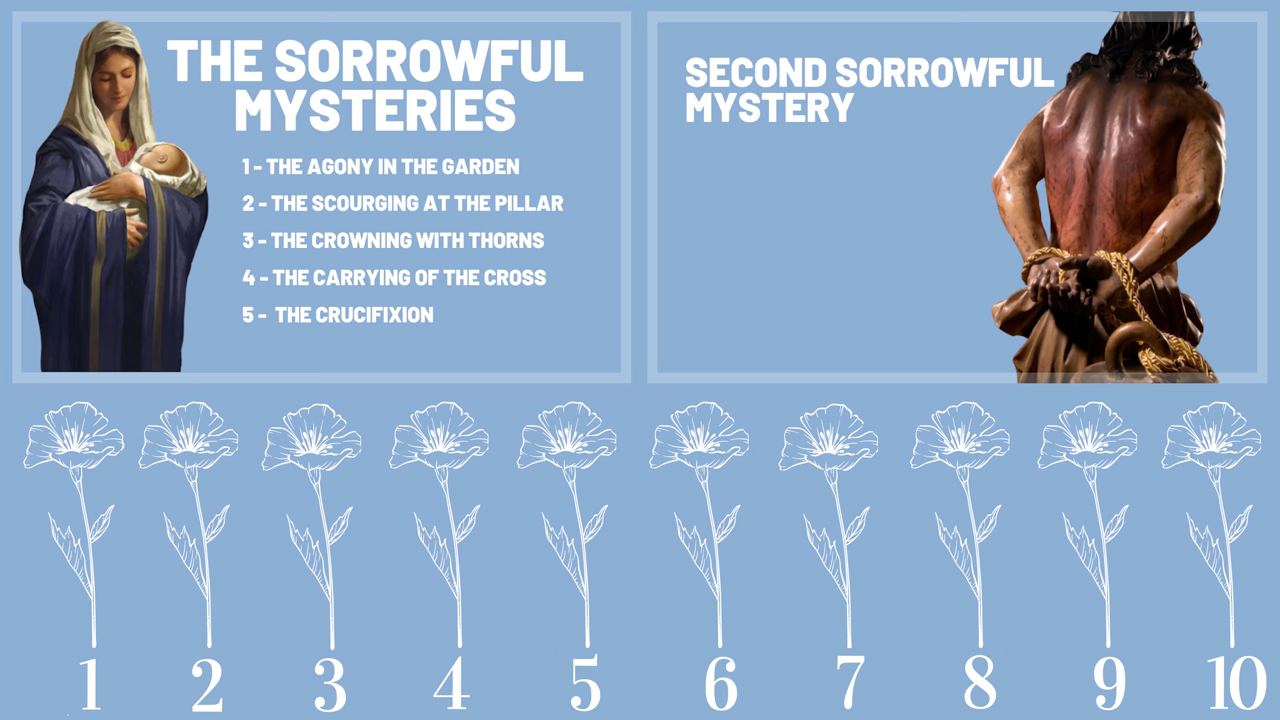 THE SORROWFUL
MYSTERIES
1 - THE AGONY IN THE GARDEN
2 - THE SCOURGING AT THE PILLAR
3 - THE CROWNING WITH THORNS
4 - THE CARRYING OF THE CROSS
5 - THE CRUCIFIXION
SECOND SORROWFUL
MYSTERY
1 2 3 4 5 6 7 8 9 10